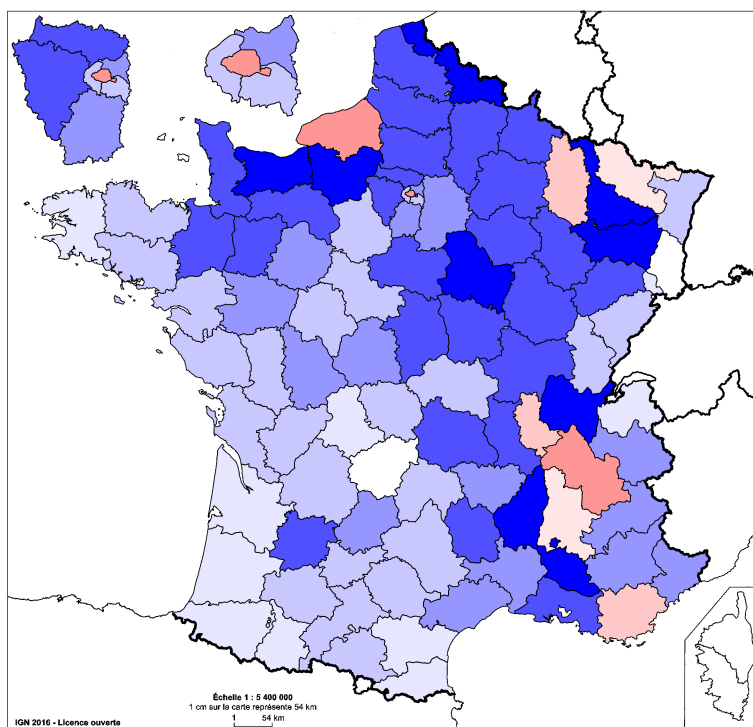 Échelle 1 : 5 400 000
1 cm sur la carte représente 54 km
1 54 km
IGN 2016 - Licence ouverte